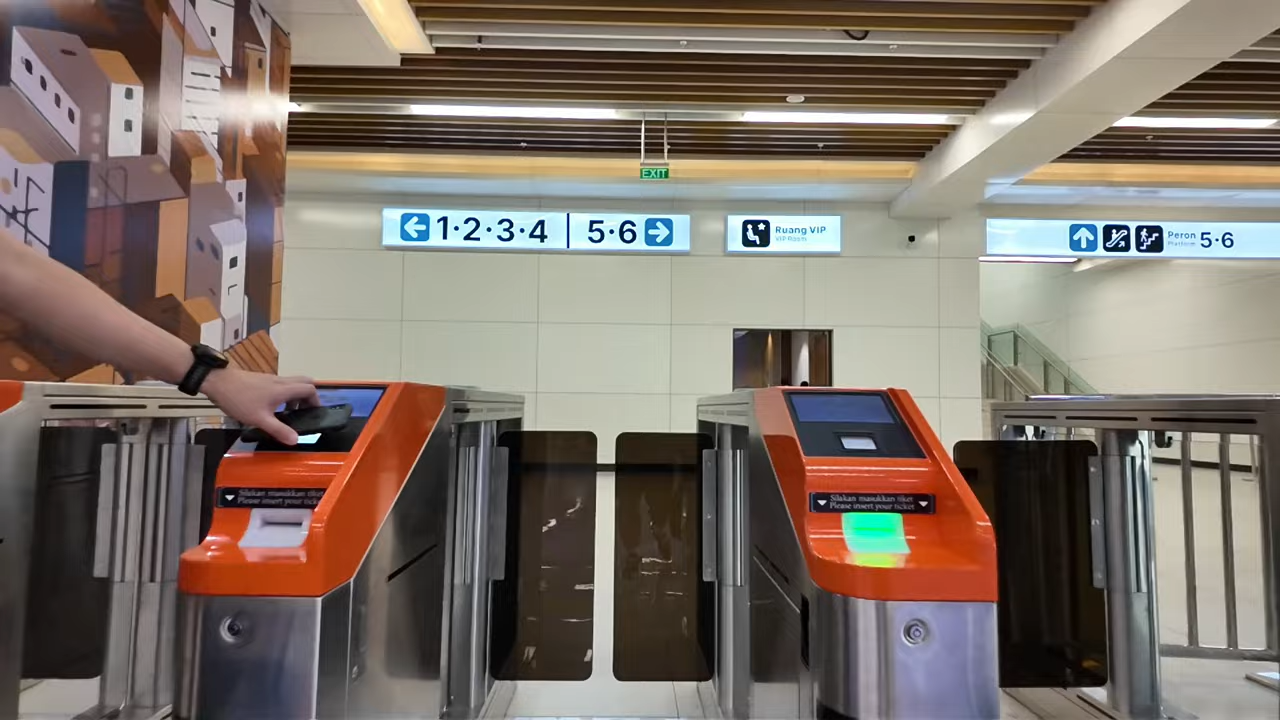 EXIT
1·2·3·4 5·6
Ruang VIP
VIP Room
Peron 5·6
Platform
Silakan masukkan tiket
Please insert your ticket
Silakan masukkan tiket
Please insert your ticket